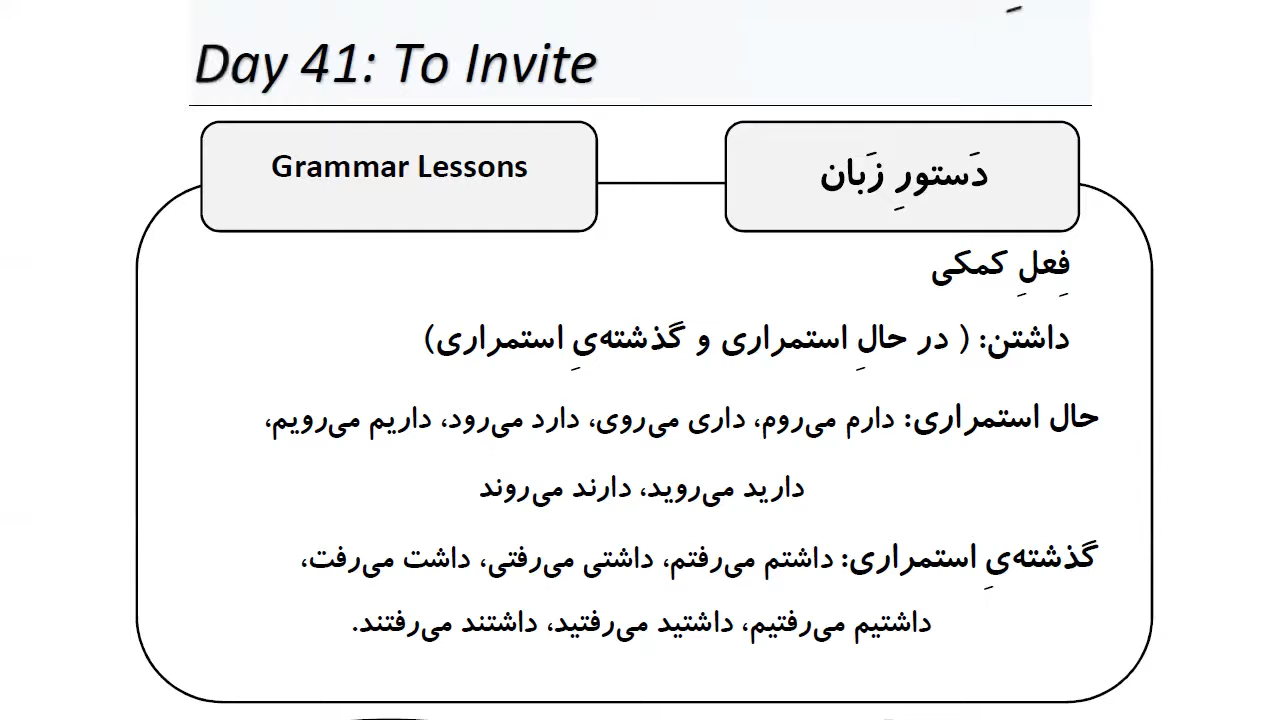 Day 41: To Invite
Grammar Lessons
دَستورِ زَبان
فِعلِ کمکی
داشتن: ( در حالِ استمراری و گذشته‌یِ استمراری)
حال استمراری: دارم می‌روم، داری می‌روی، دارد می‌رود، داریم می‌رویم،
دارید می‌روید، دارند می‌روند
گذشته‌یِ استمراری: داشتم می‌رفتم، داشتی می‌رفتی، داشت می‌رفت،
داشتیم می‌رفتیم، داشتید می‌رفتید، داشتند می‌رفتند.